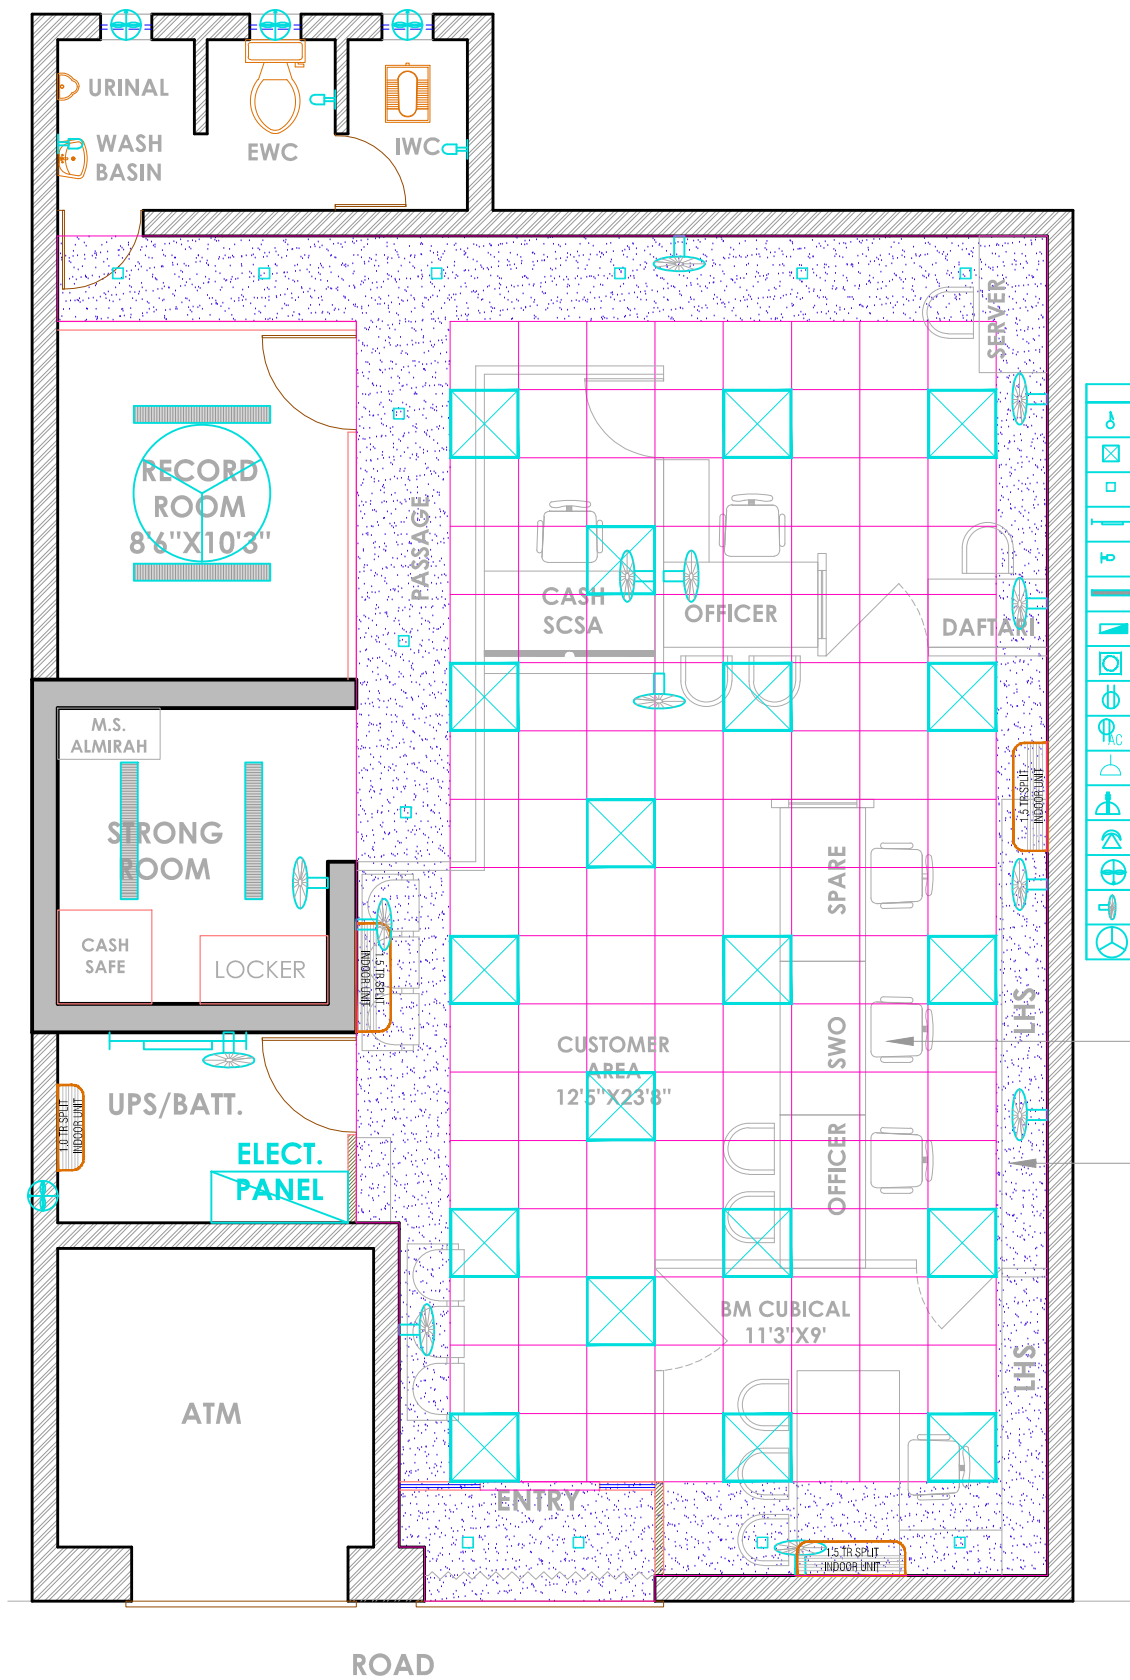 URINAL
WASH
BASIN
EWC
IWC
SERVER
RECORD
ROOM
8'6"X10'3"
PASSAGE
CASH
SCSA
OFFICER
DAFTARI
M.S.
ALMIRAH
STRONG
ROOM
CASH
SAFE
LOCKER
1.5 TR SPLIT
INDOOR UNIT
1.5 TR SPLIT
INDOOR UNIT
AC
SPARE
SWO
OFFICER
LHS
CUSTOMER
AREA
12'5"X23'8"
UPS/BATT.
1.0 TR SPLIT
INDOOR UNIT
ELECT.
PANEL
BM CUBICAL
11'3"X9'
LHS
ATM
ENTRY
1.5 TR SPLIT
INDOOR UNIT
ROAD